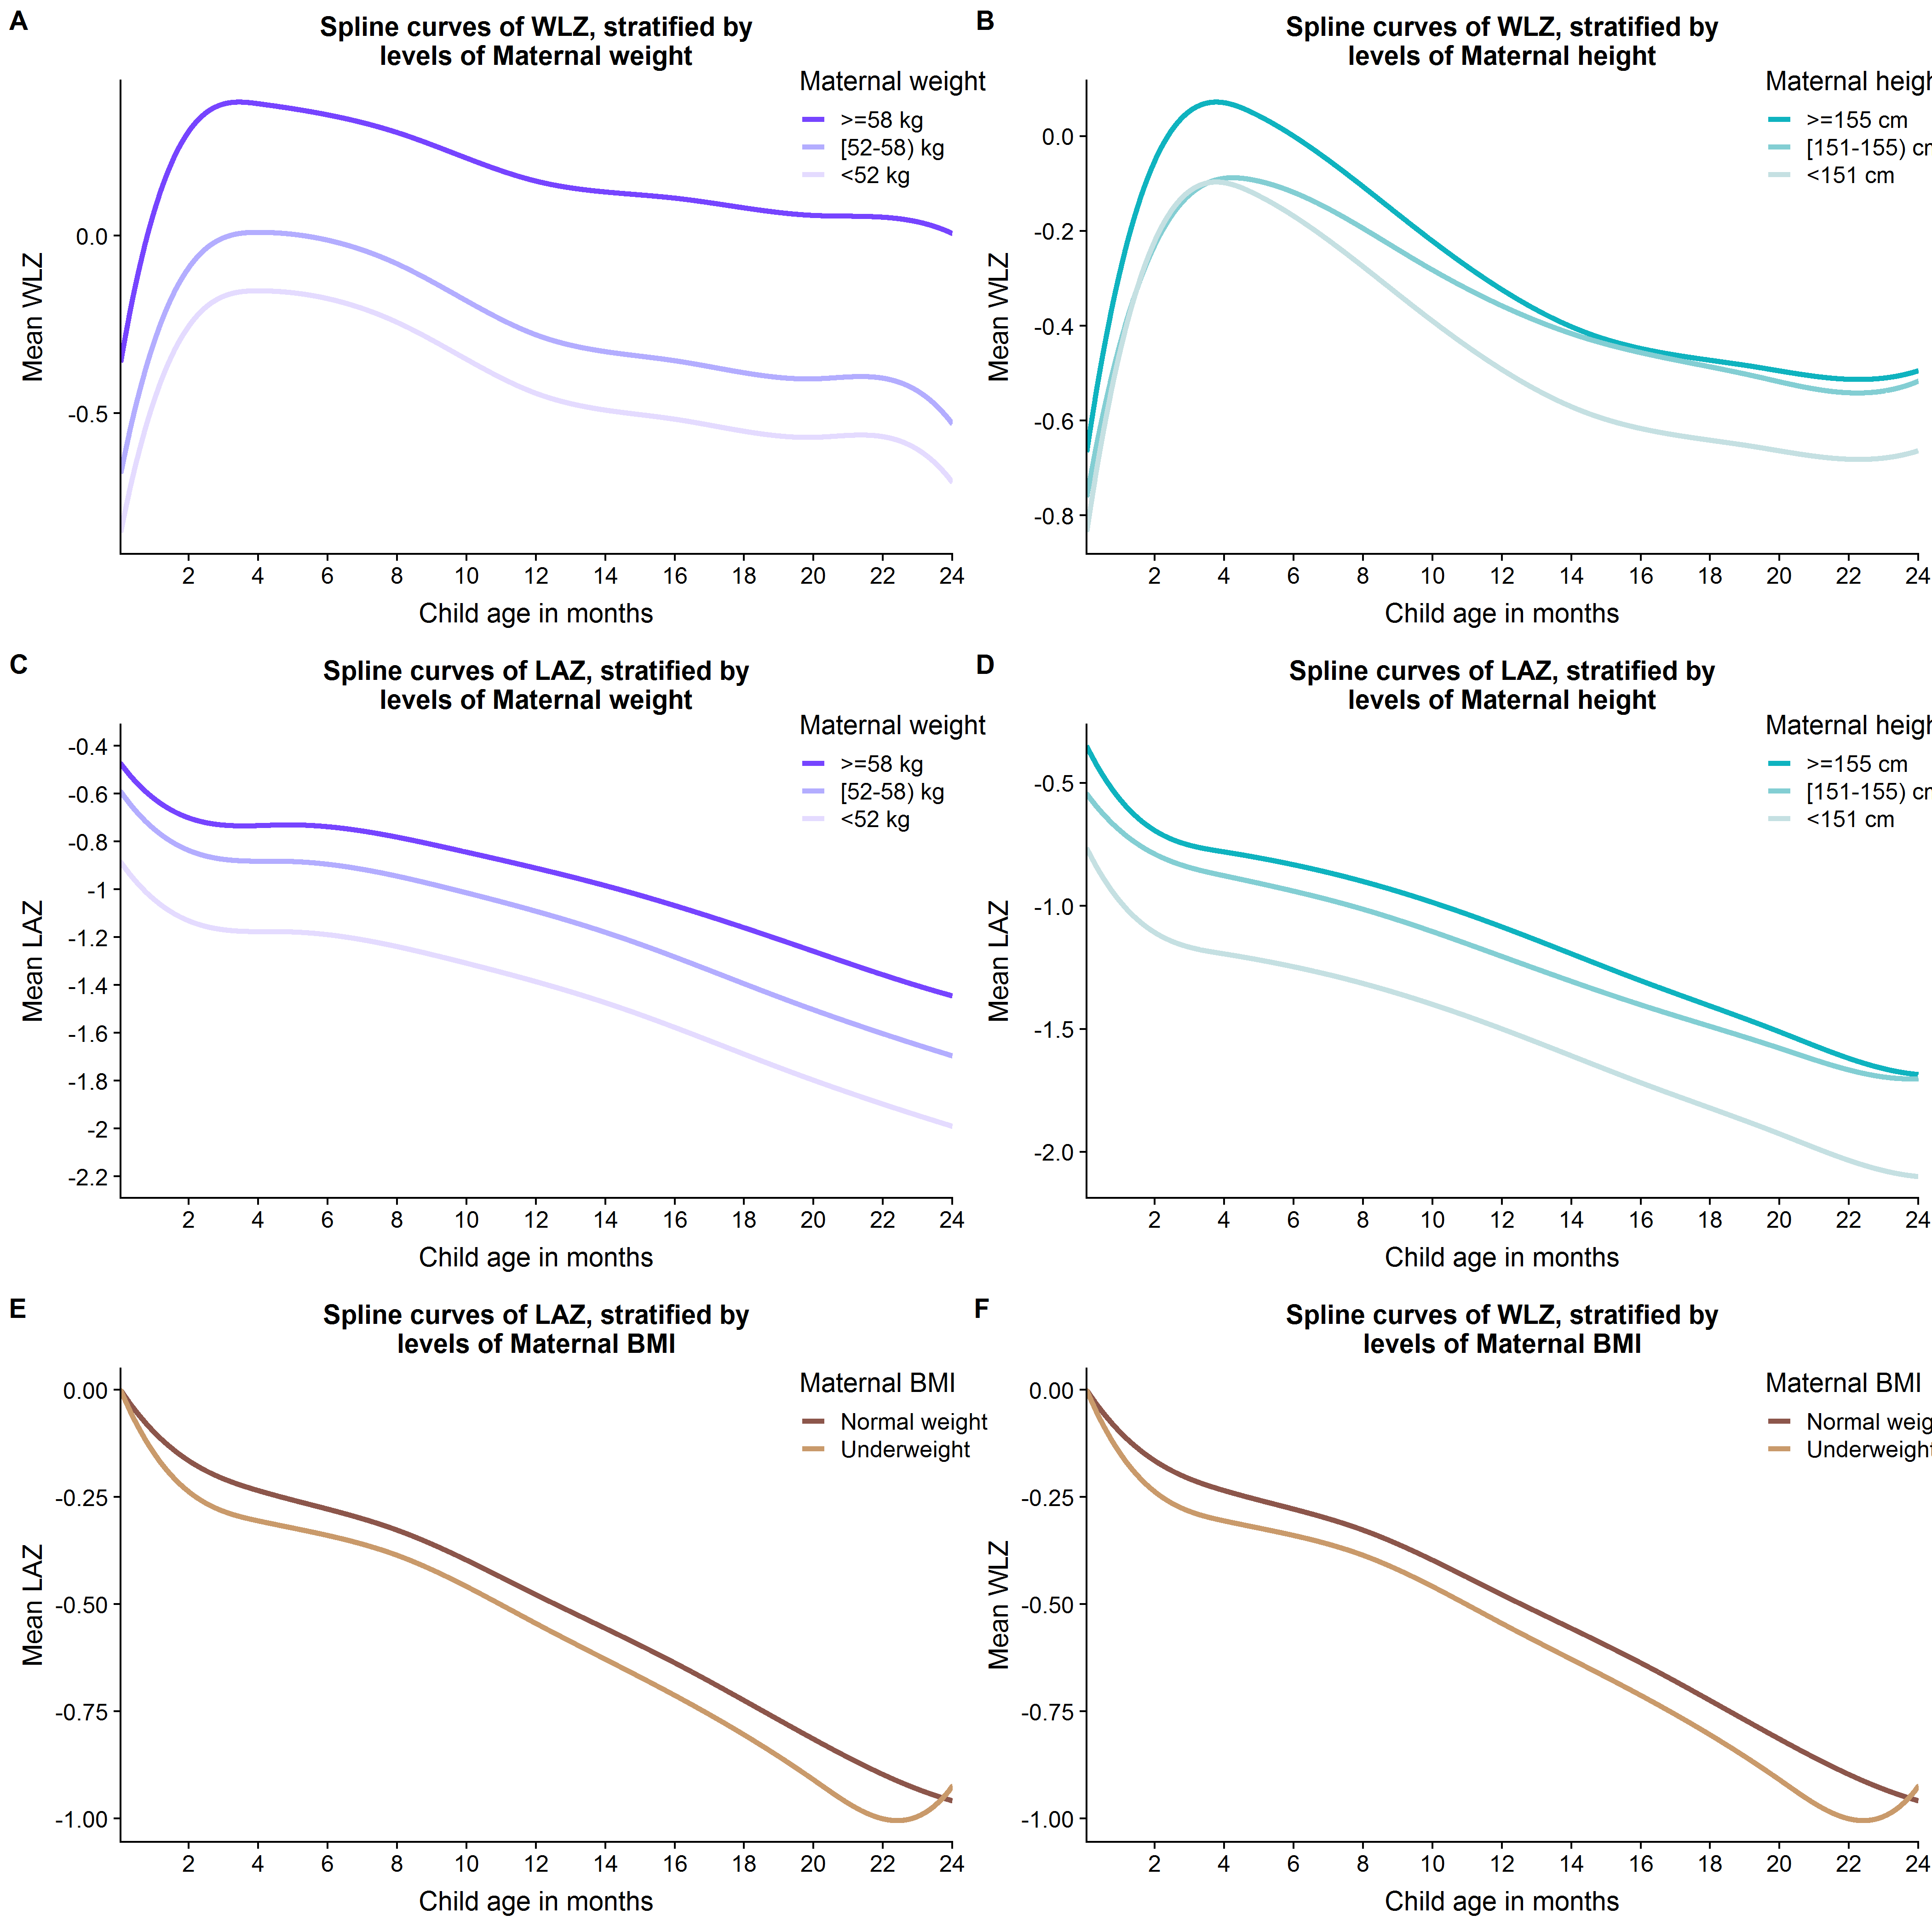 A
Spline curves of WLZ, stratified by
levels of Maternal weight
Maternal weight
>=58 kg
[52-58) kg
<52 kg
0.0
-0.5
Mean WLZ
2 4 6 8 10 12 14 16 18 20 22 24
Child age in months
B
Spline curves of WLZ, stratified by
levels of Maternal height
Maternal heigh
>=155 cm
[151-155) cm
<151 cm
0.0
-0.2
-0.4
-0.6
-0.8
Mean WLZ
2 4 6 8 10 12 14 16 18 20 22 24
Child age in months
C
Spline curves of LAZ, stratified by
levels of Maternal weight
Maternal weight
>=58 kg
[52-58) kg
<52 kg
-0.4
-0.6
-0.8
-1
-1.2
-1.4
-1.6
-1.8
-2
-2.2
Mean LAZ
2 4 6 8 10 12 14 16 18 20 22 24
Child age in months
D
Spline curves of LAZ, stratified by
levels of Maternal height
Maternal heigh
>=155 cm
[151-155) cm
<151 cm
-0.5
-1.0
-1.5
-2.0
Mean LAZ
2 4 6 8 10 12 14 16 18 20 22 24
Child age in months
E
Spline curves of LAZ, stratified by
levels of Maternal BMI
Maternal BMI
Normal weight
Underweight
0.00
-0.25
-0.50
-0.75
-1.00
Mean LAZ
2 4 6 8 10 12 14 16 18 20 22 24
Child age in months
F
Spline curves of WLZ, stratified by
levels of Maternal BMI
Maternal BMI
Normal weig
Underweight
0.00
-0.25
-0.50
-0.75
-1.00
Mean WLZ
2 4 6 8 10 12 14 16 18 20 22 24
Child age in months